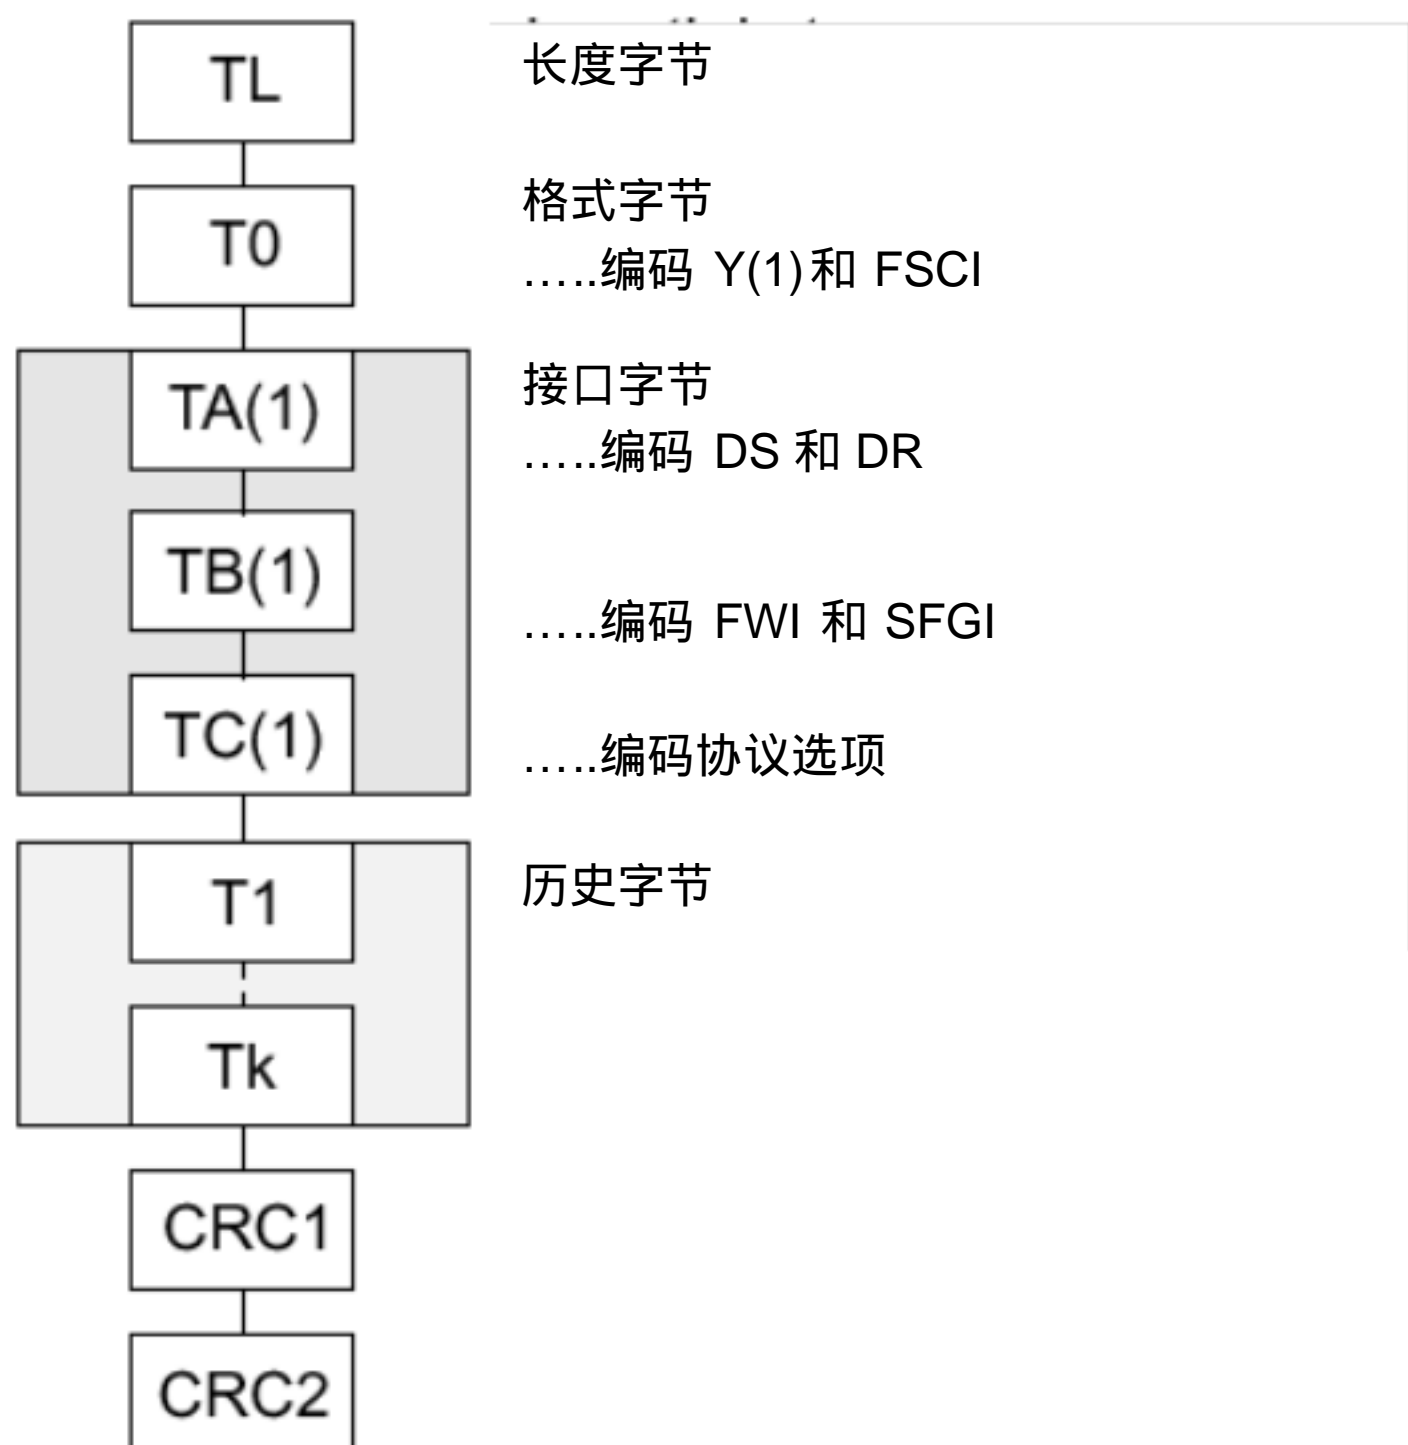 TL
长度字节
T0
格式字节
…..编码 Y(1)和 FSCI
TA(1)
接口字节
…..编码 DS 和 DR
TB(1)
…..编码 FWI 和 SFGI
TC(1)
…..编码协议选项
T1
历史字节
Tk
CRC1
CRC2